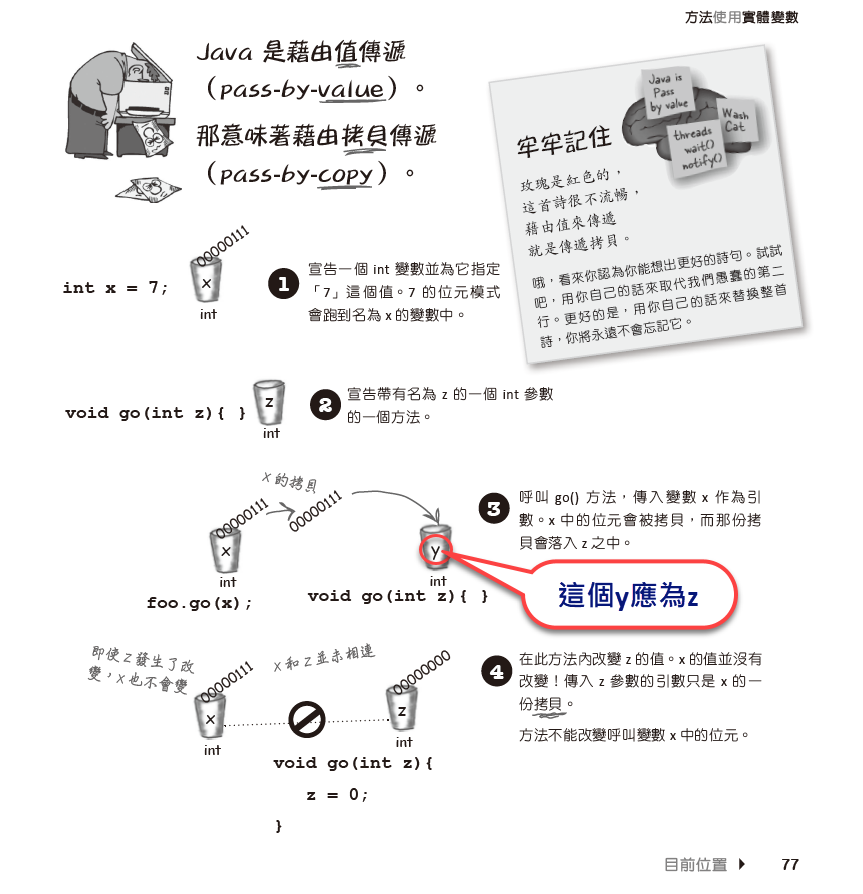 方法使用實體變數
Java 是藉由值傳遞
（pass-by-value）。
那意味著藉由拷貝傳遞
（pass-by-copy）。
Java is
Pass
by value
Wash
Cat
threads
wait()
notify()
牢牢記住
玫瑰是紅色的，
這首詩很不流暢，
藉由值來傳遞
就是傳遞拷貝。
哦，看來你認為你能想出更好的詩句。試試
吧，用你自己的話來取代我們愚蠢的第二
行。更好的是，用你自己的話來替換整首
詩，你將永遠不會忘記它。
int x = 7;
00000111
x
int
1
宣告一個 int 變數並為它指定
「7」這個值。7 的位元模式
會跑到名為 x 的變數中。
void go(int z){ }
z
int
2
宣告帶有名為 z 的一個 int 參數
的一個方法。
x 的拷貝
00000111
00000111
x
int
foo.go(x);
y
int
void go(int z){ }
3
呼叫 go() 方法，傳入變數 x 作為引
數。x 中的位元會被拷貝，而那份拷
貝會落入 z 之中。
這個y應為z
即使 z 發生了改
變，x 也不會變
x 和 z 並未相連
00000111
x
int
00000000
z
int
void go(int z){
z = 0;
}
4
在此方法內改變 z 的值。x 的值並沒有
改變！傳入 z 參數的引數只是 x 的一
份拷貝。
方法不能改變呼叫變數 x 中的位元。
目前位置
77